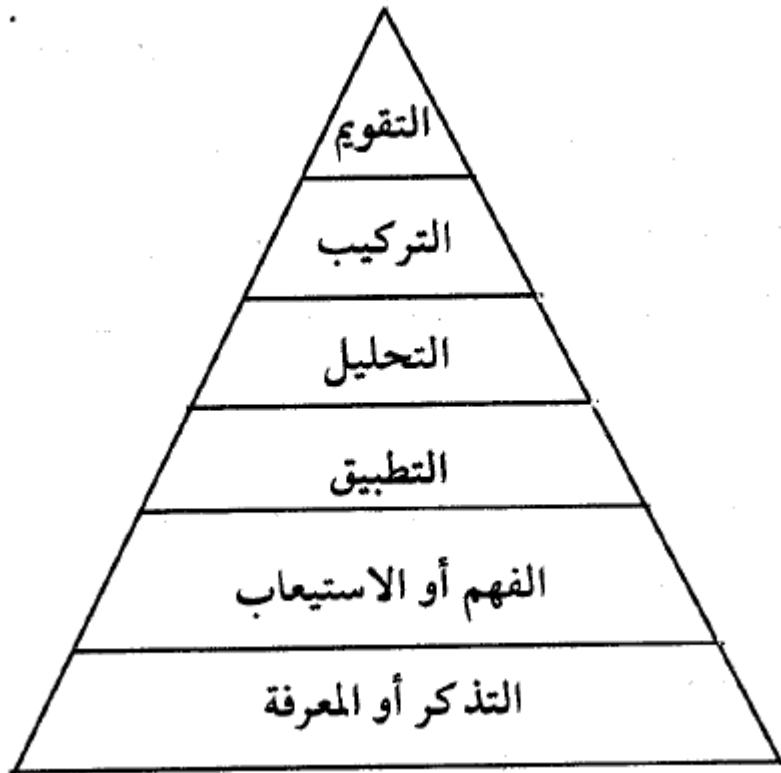 التقويم
التركيب
التحليل
التطبيق
الفهم أو الاستيعاب
التذكر أو المعرفة